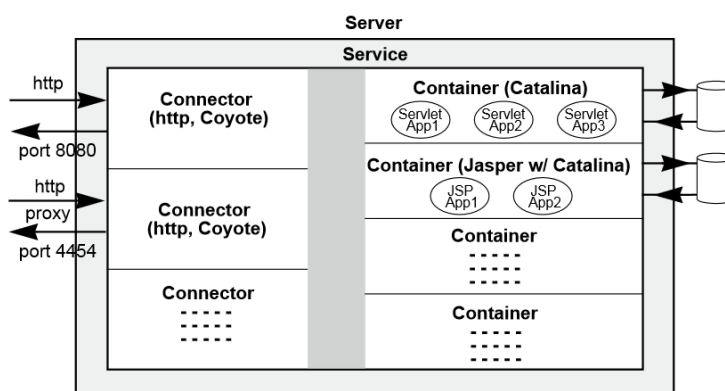 Server
Service
http
port 8080
http
proxy
port 4454
Connector
(http, Coyote)
Connector
(http, Coyote)
Connector
Container (Catalina)
Servlet
App1
Servlet
App2
Servlet
App3
Container (Jasper w/ Catalina)
JSP
App1
JSP
App2
Container
Container